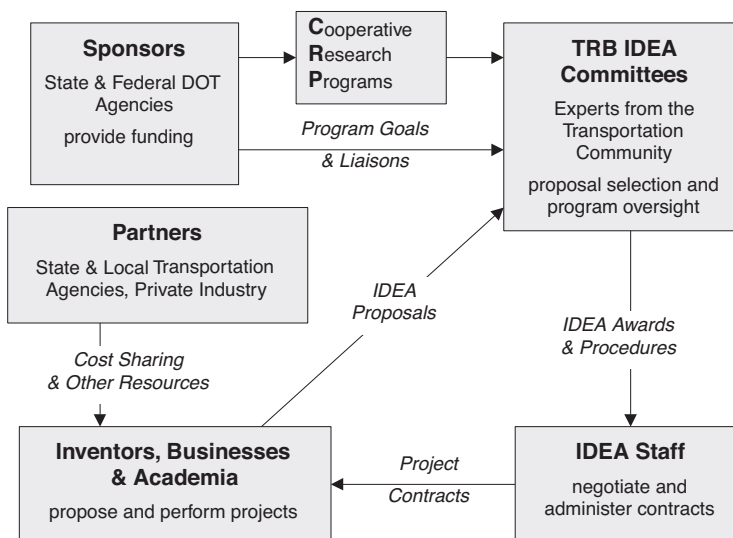 Sponsors
State & Federal DOT
Agencies
provide funding
Cooperative
Research
Programs
TRB IDEA
Committees
Experts from the
Transportation
Community
proposal selection and
program oversight
Program Goals
& Liaisons
Partners
State & Local Transportation
Agencies, Private Industry
IDEA
Proposals
IDEA Awards
& Procedures
Cost Sharing
& Other Resources
Inventors, Businesses
& Academia
propose and perform projects
Project
Contracts
IDEA Staff
negotiate and
administer contracts